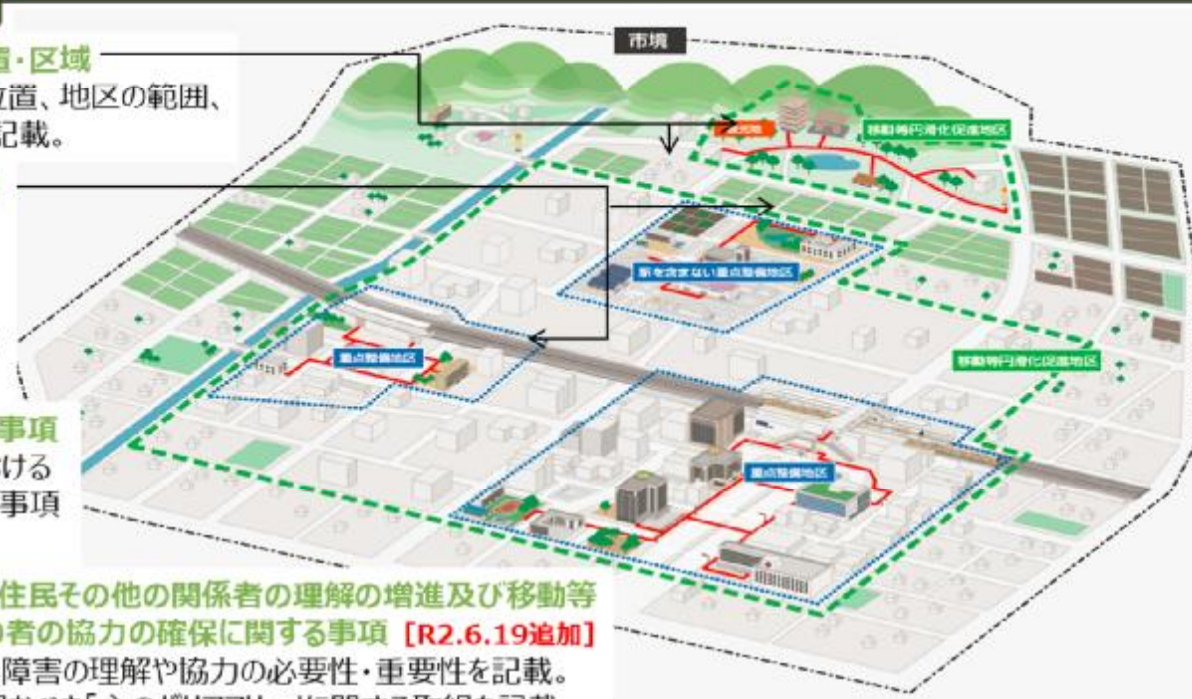 市境
置・区域
位置、地区の範囲、
記載。
移動等円滑化促進地区
駅を含まない重点整備地区
重点整備地区
移動等円滑化促進地区
事項
ける
事項
重点整備地区
住民その他の関係者の理解の増進及び移動等
の者の協力の確保に関する事項 [R2.6.19追加]
障害の理解や協力の必要性・重要性を記載。